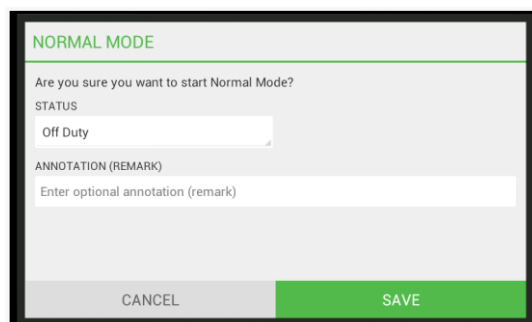 NORMAL MODE
Are you sure you want to start Normal Mode?
STATUS
Off Duty
ANNOTATION (REMARK)
Enter optional annotation (remark)
CANCEL
SAVE